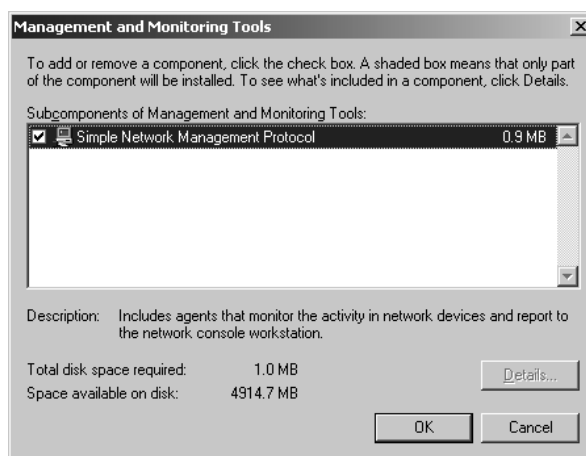 Management and Monitoring Tools
To add or remove a component, click the check box. A shaded box means that only part
of the component will be installed. To see what's included in a component, click Details.
Subcomponents of Management and Monitoring Tools:
Simple Network Management Protocol 0.9 MB
Description: Includes agents that monitor the activity in network devices and report to
the network console workstation.
Total disk space required: 1.0 MB
Space available on disk: 4914.7 MB
Details...
OK Cancel